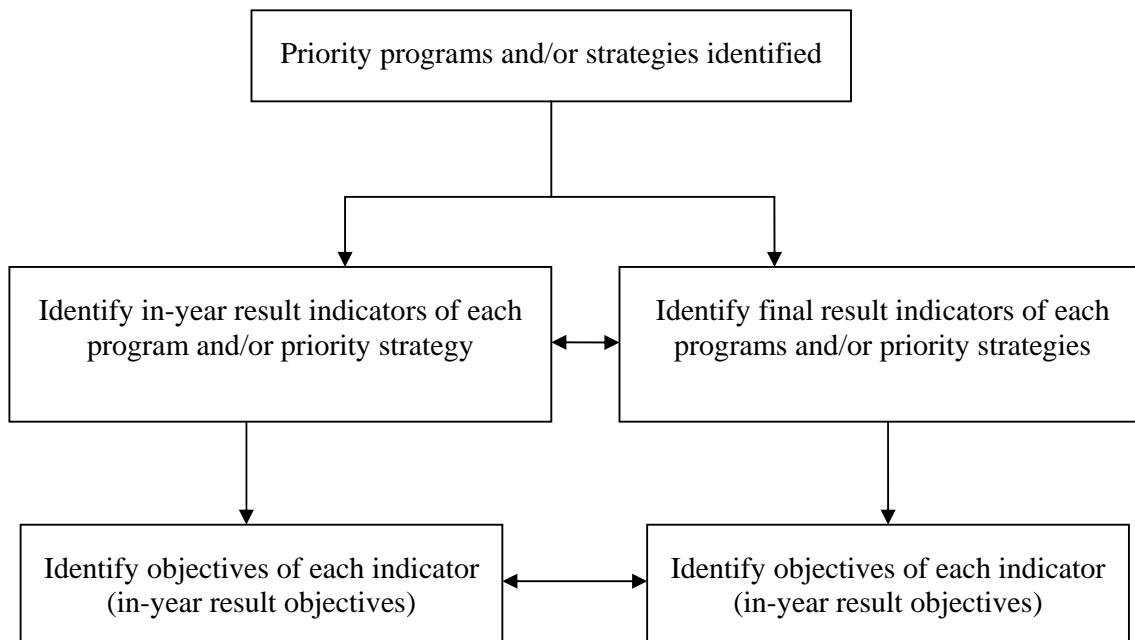 Priority programs and/or strategies identified
Identify in-year result indicators of each
program and/or priority strategy
Identify final result indicators of each
programs and/or priority strategies
Identify objectives of each indicator
(in-year result objectives)
Identify objectives of each indicator
(in-year result objectives)